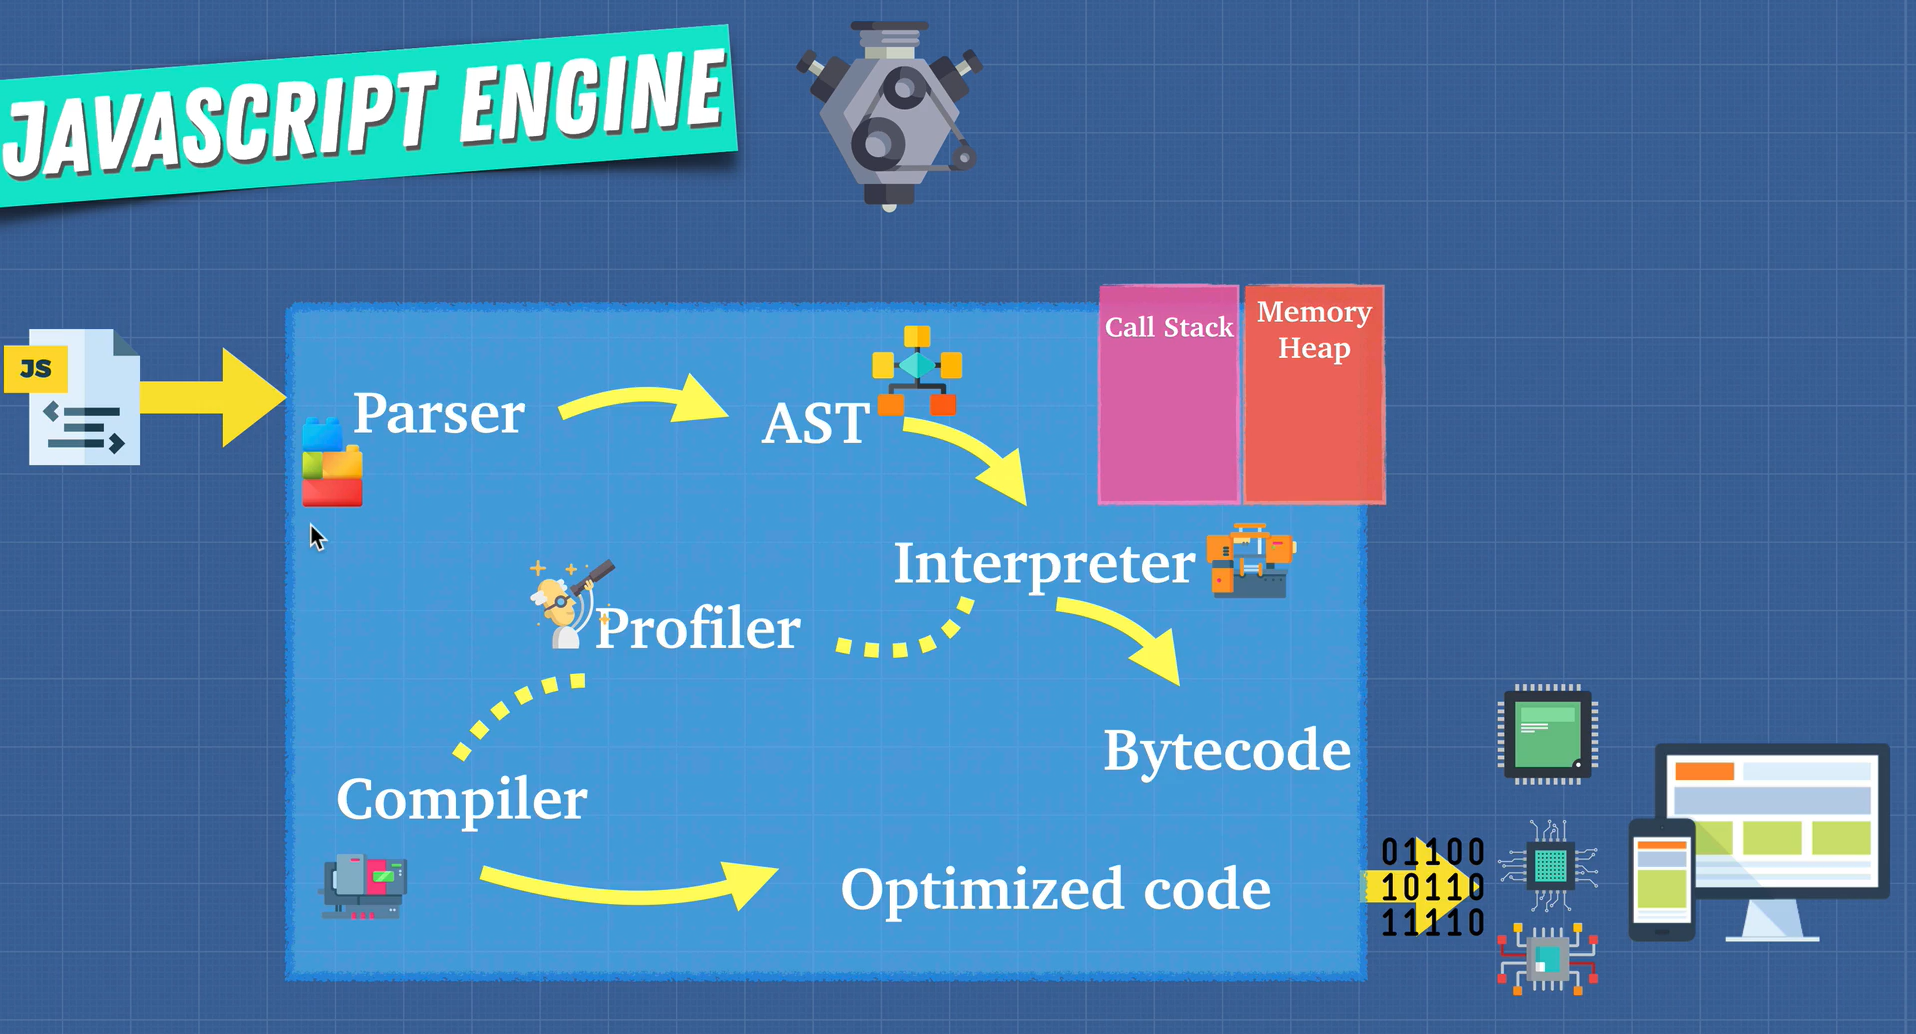 JAVASCRIPT ENGINE
JS
Parser
AST
Call Stack
Memory
Heap
Interpreter
Profiler
Bytecode
Compiler
Optimized code
01100
10110
11110